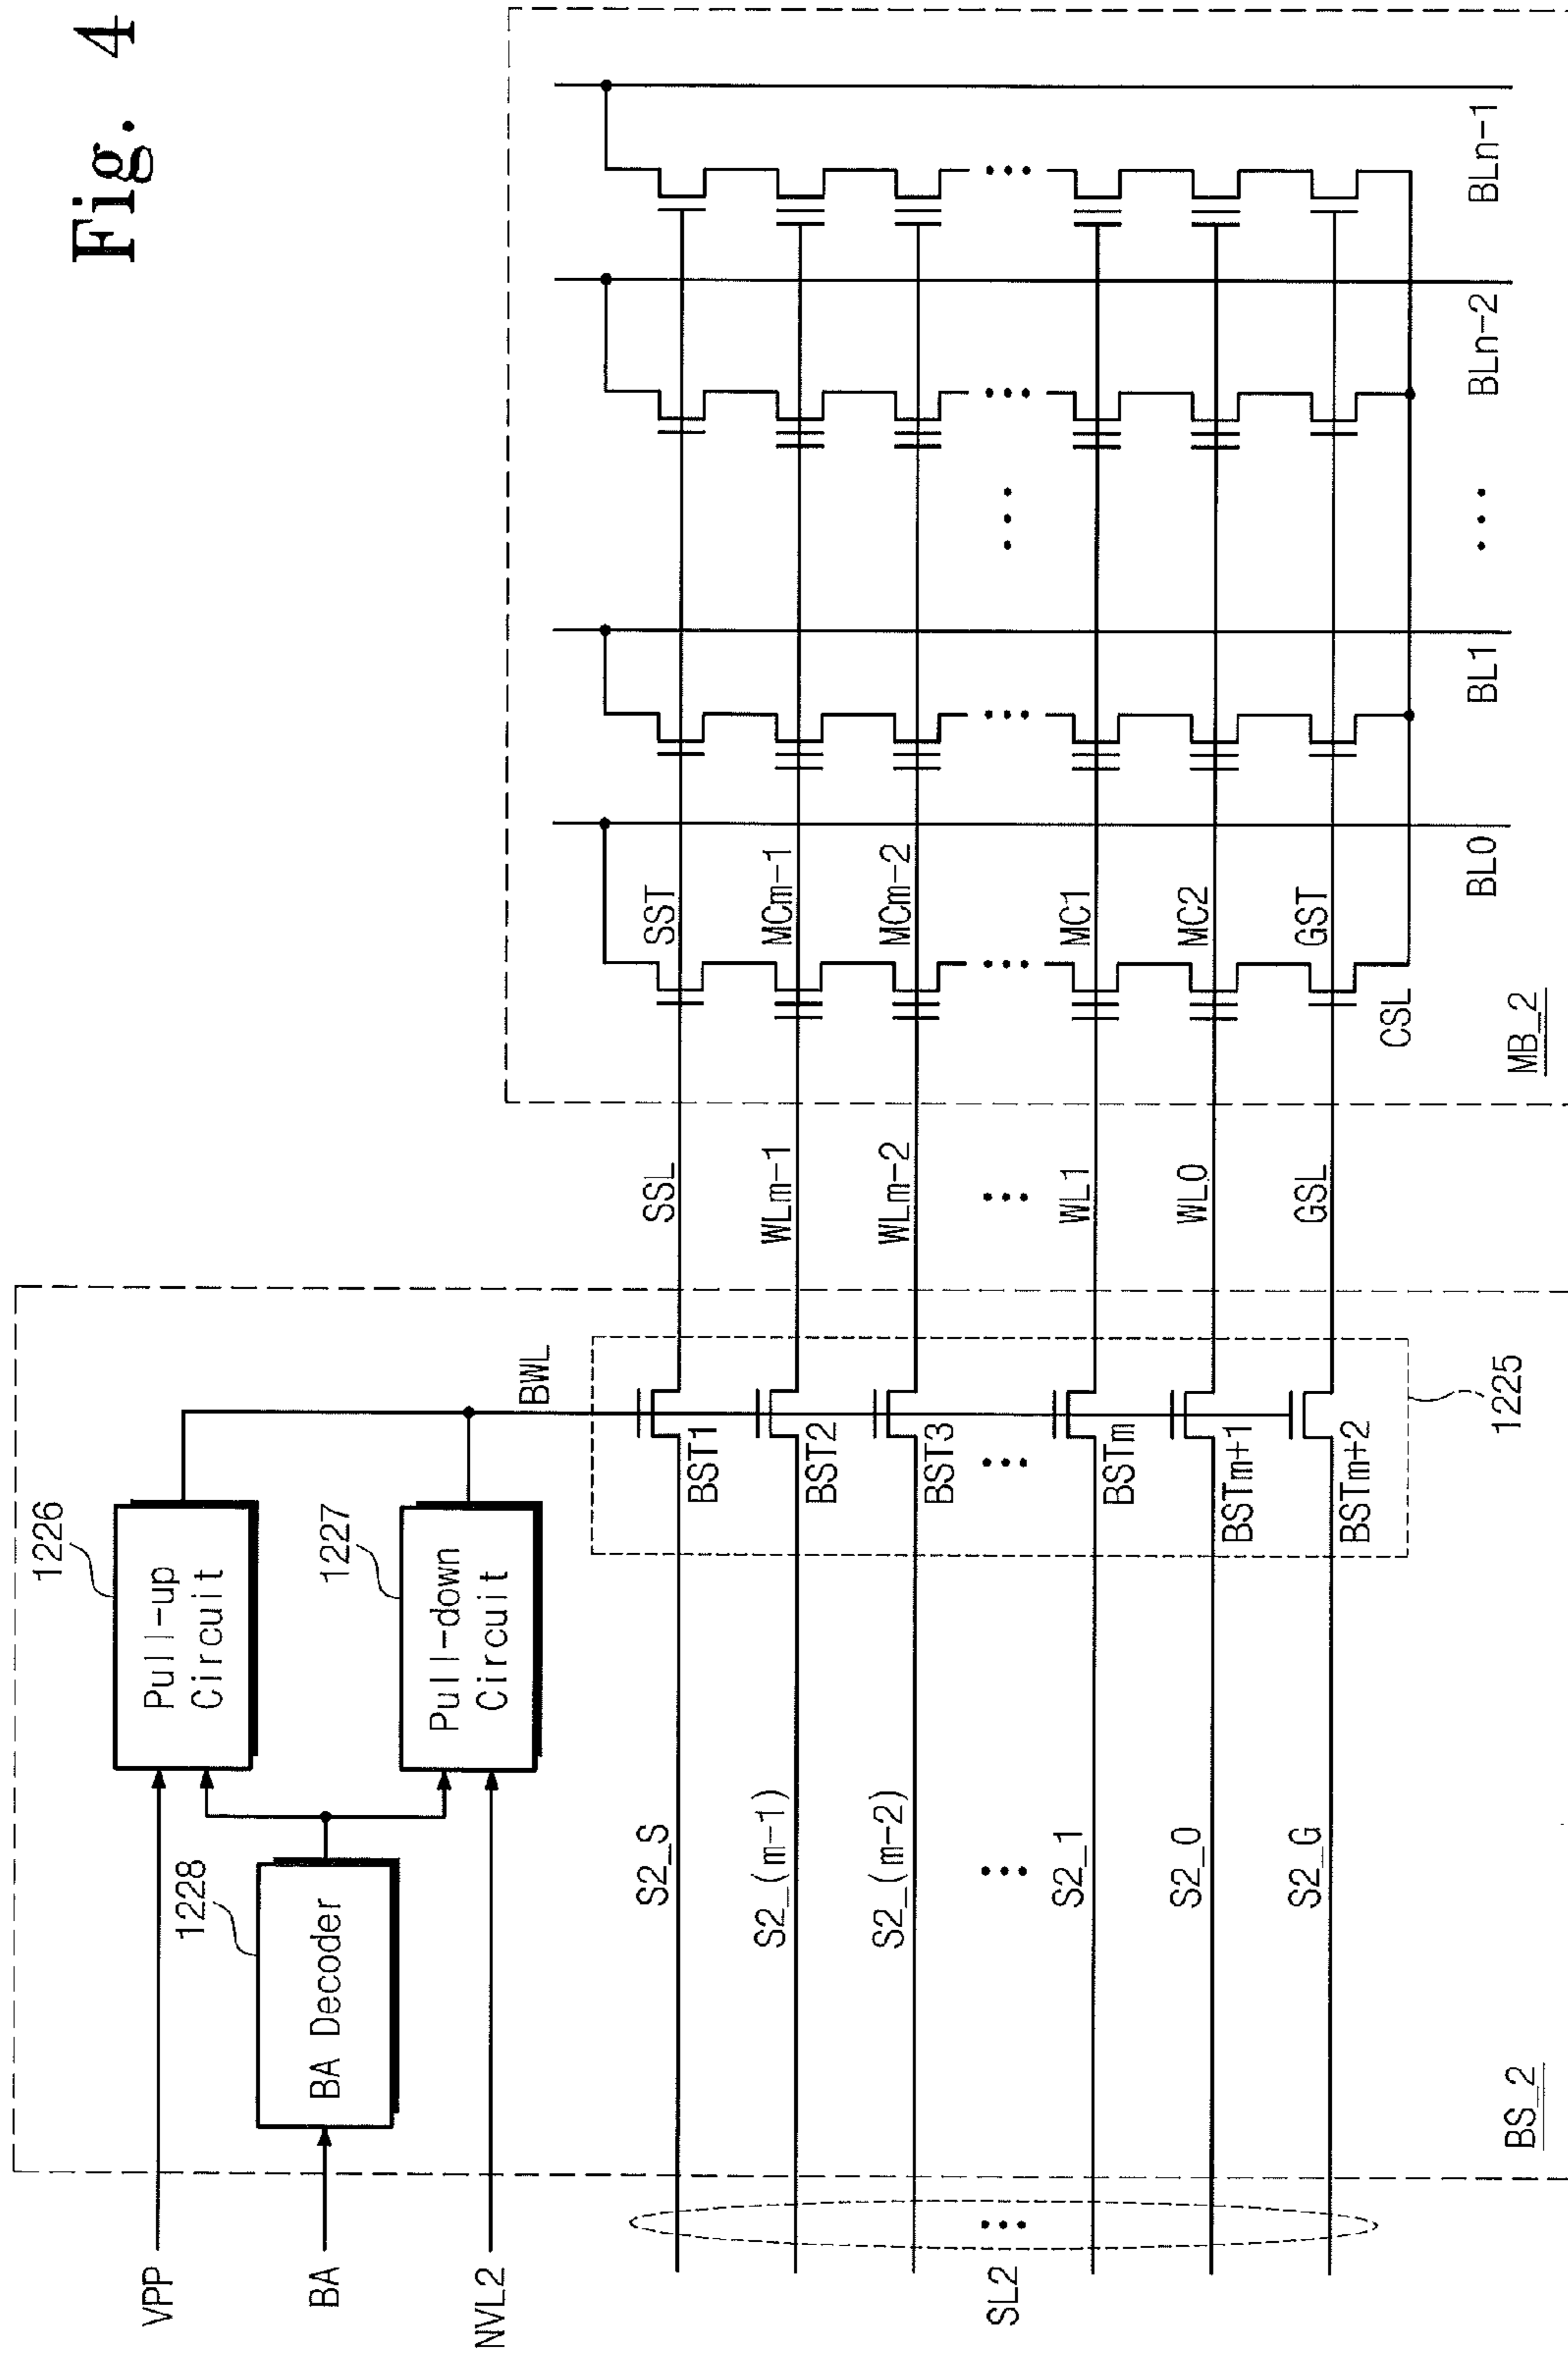 Fig. 4
VPP
BA
NVL2
1228
BA Decoder
1226
Pull-up
Circuit
1227
Pull-down
Circuit
BWL
SL2
S2_S
S2_(m-1)
S2_(m-2)
S2_1
S2_0
S2_G
BST1
BST2
BST3
BSTm
BSTm+1
BSTm+2
1225
BS_2
SSL
WLm-1
WLm-2
WL1
WL0
GSL
SST
MCm-1
MCm-2
MC1
MC2
GST
CSL
BL0
BL1
BLn-2
BLn-1
MB_2